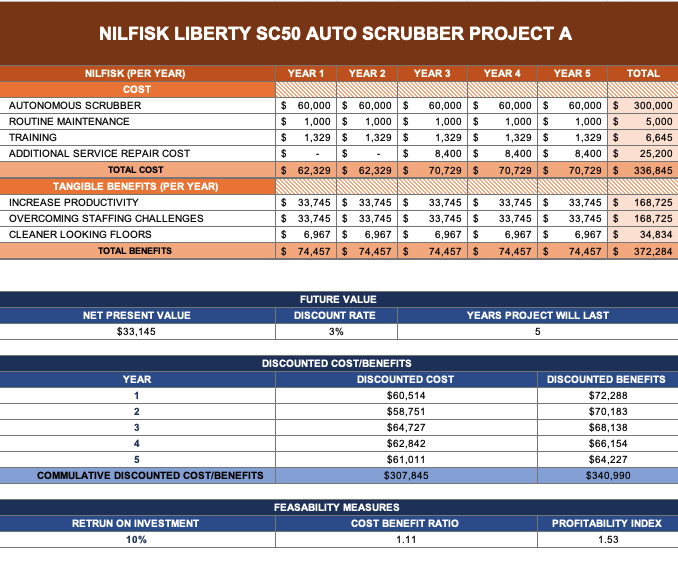 NILFISK LIBERTY SC50 AUTO SCRUBBER PROJECT A
NILFISK (PER YEAR) YEAR 1 YEAR 2 YEAR 3 YEAR 4 YEAR 5 TOTAL
COST
AUTONOMOUS SCRUBBER $ 60,000 $ 60,000 $ 60,000 $ 60,000 $ 60,000 $ 300,000
ROUTINE MAINTENANCE $ 1,000 $ 1,000 $ 1,000 $ 1,000 $ 1,000 $ 5,000
TRAINING $ 1,329 $ 1,329 $ 1,329 $ 1,329 $ 1,329 $ 6,645
ADDITIONAL SERVICE REPAIR COST $ - $ - $ 8,400 $ 8,400 $ 8,400 $ 25,200
TOTAL COST $ 62,329 $ 62,329 $ 70,729 $ 70,729 $ 70,729 $ 336,845
TANGIBLE BENEFITS (PER YEAR)
INCREASE PRODUCTIVITY $ 33,745 $ 33,745 $ 33,745 $ 33,745 $ 33,745 $ 168,725
OVERCOMING STAFFING CHALLENGES $ 33,745 $ 33,745 $ 33,745 $ 33,745 $ 33,745 $ 168,725
CLEANER LOOKING FLOORS $ 6,967 $ 6,967 $ 6,967 $ 6,967 $ 6,967 $ 34,834
TOTAL BENEFITS $ 74,457 $ 74,457 $ 74,457 $ 74,457 $ 74,457 $ 372,284
FUTURE VALUE
NET PRESENT VALUE DISCOUNT RATE YEARS PROJECT WILL LAST
$33,145 3% 5
DISCOUNTED COST/BENEFITS
YEAR DISCOUNTED COST DISCOUNTED BENEFITS
1 $60,514 $72,288
2 $58,751 $70,183
3 $64,727 $68,138
4 $62,842 $66,154
5 $61,011 $64,227
COMMULATIVE DISCOUNTED COST/BENEFITS $307,845 $340,990
FEASABILITY MEASURES
RETRUN ON INVESTMENT COST BENEFIT RATIO PROFITABILITY INDEX
10% 1.11 1.53